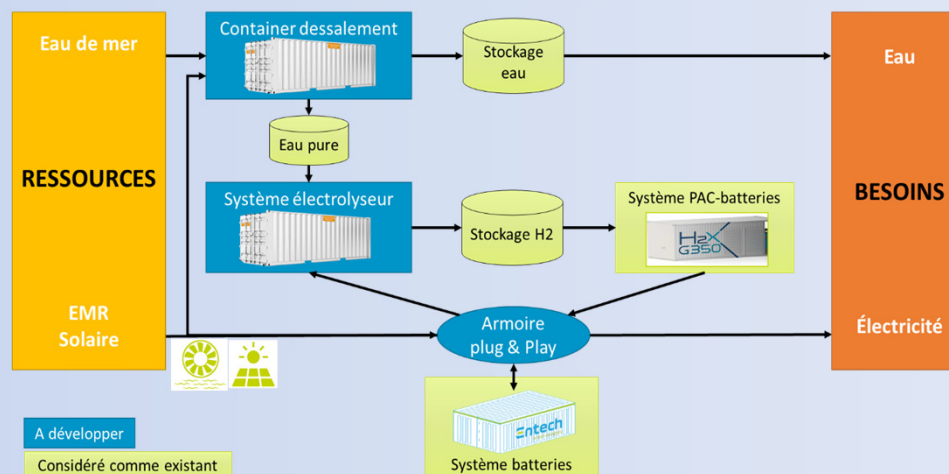 Eau de mer
RESSOURCES
EMR
Solaire
Container dessalement
Stockage
eau
Eau pure
Système électrolyseur
Stockage H2
Système PAC-batteries
H2X
G350
Armoire
plug & Play
Entech
Système batteries
Eau
BESOINS
Électricité
A développer
Considéré comme existant